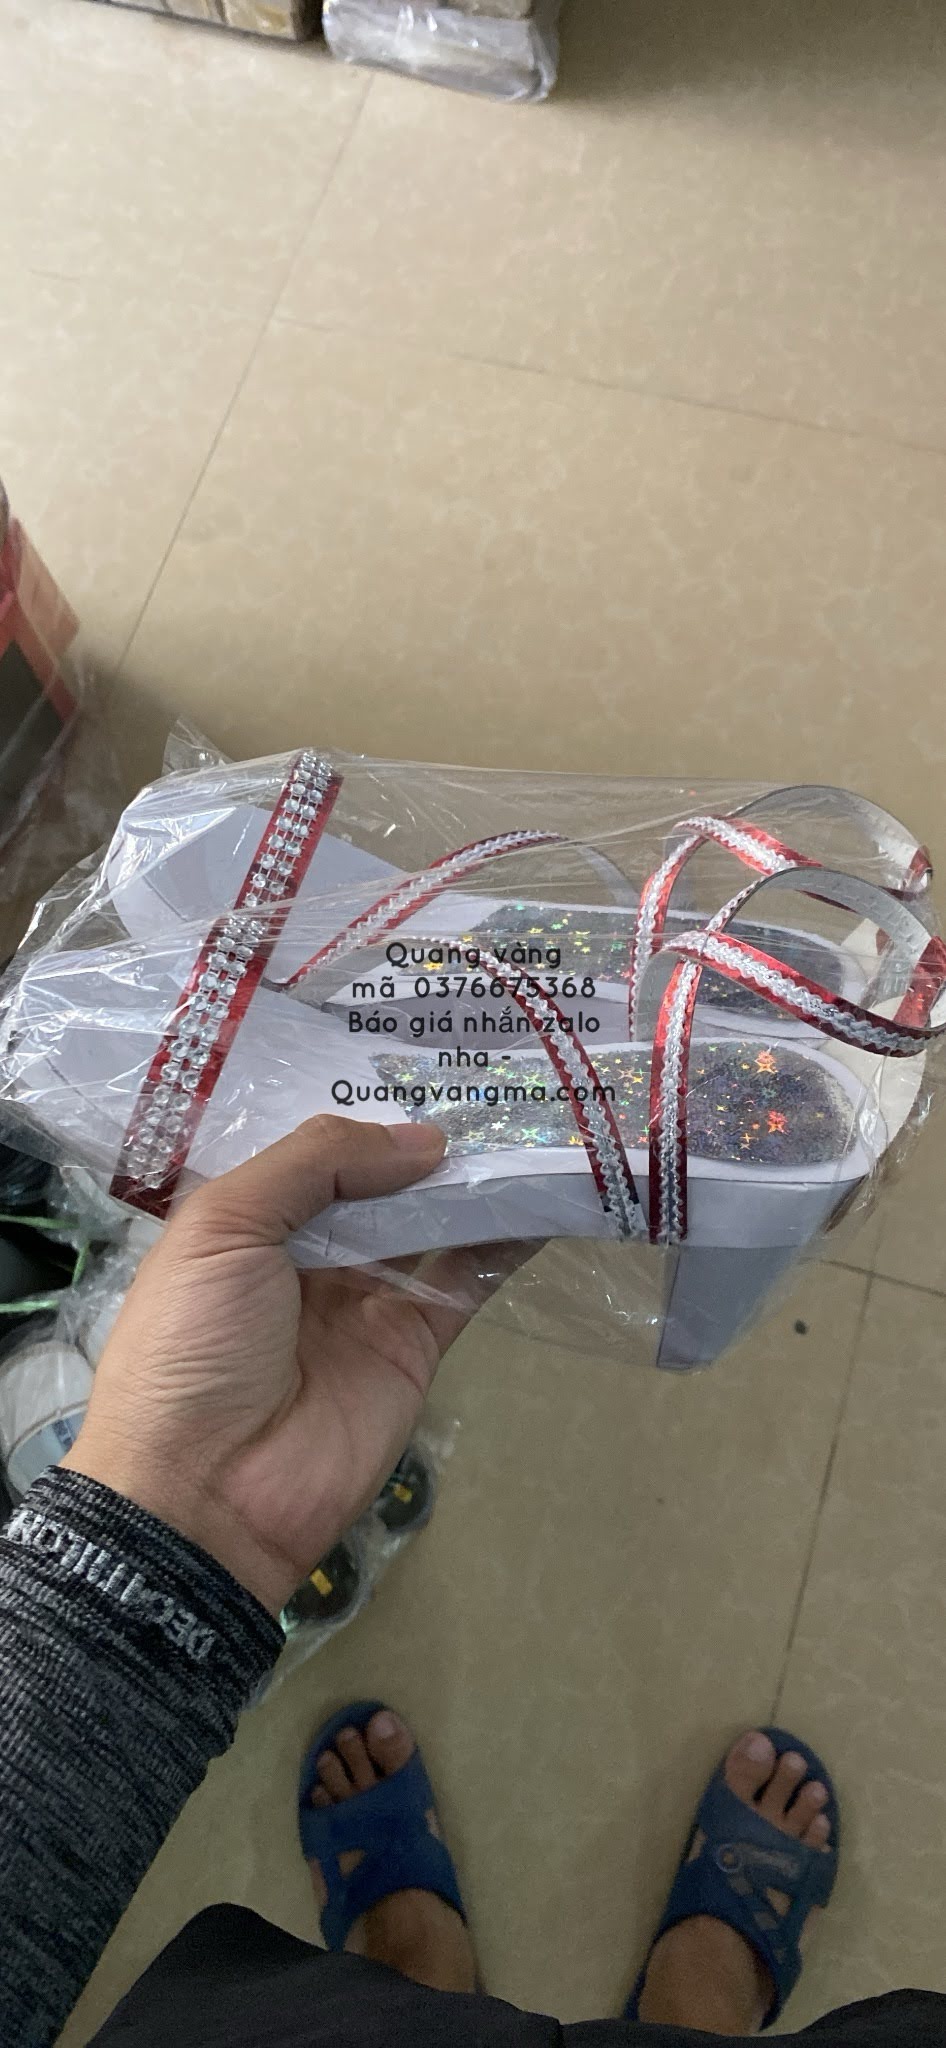 Quang vàng
mã 0376675368
Báo giá nhắn zalo
nha -
Quangvangma.com
DECATHLON